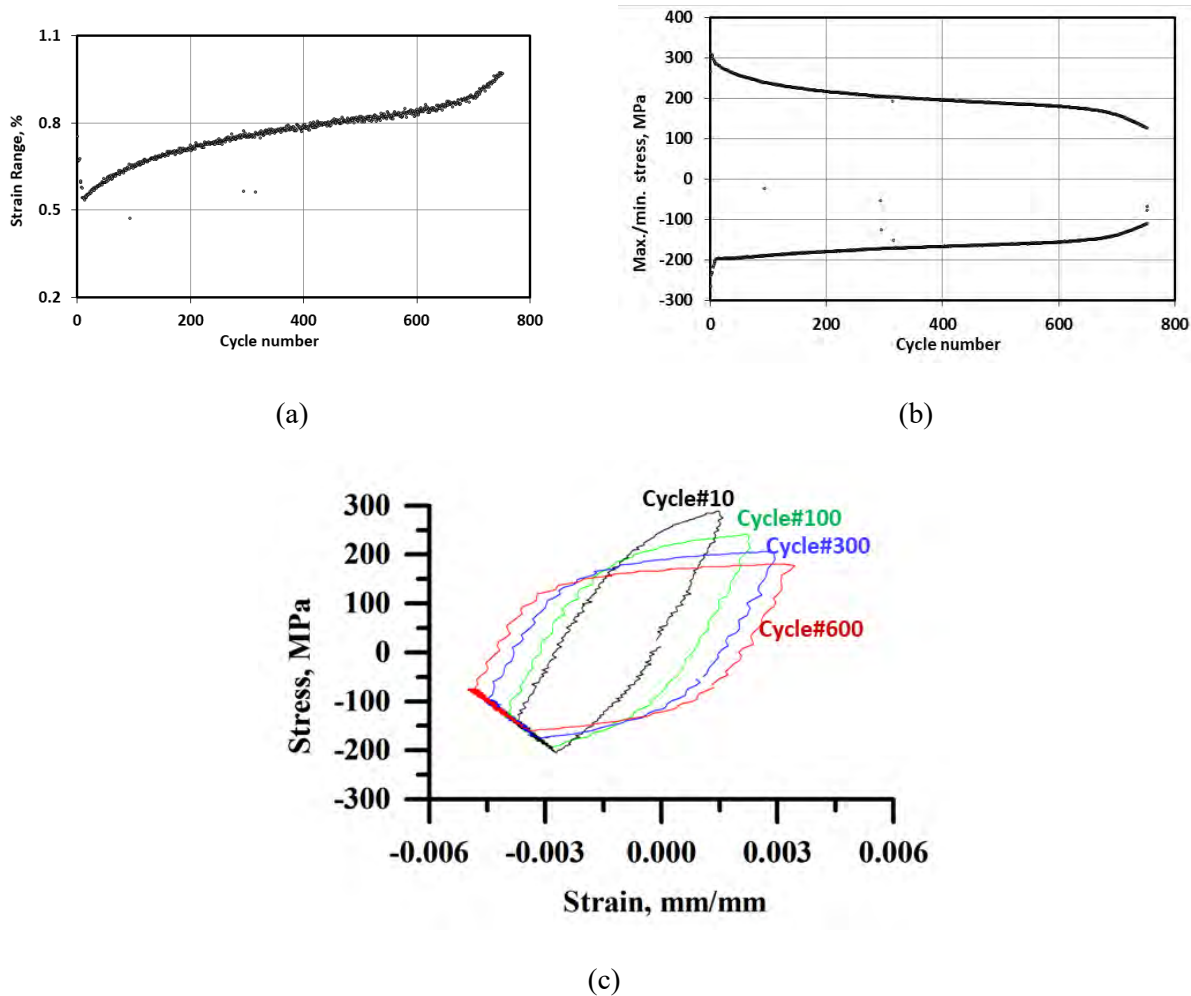 1.1
0.8
0.5
0.2
0 200 400 600 800
Strain Range, %
Cycle number
(a)
400
300
200
100
0
-100
-200
-300
0 200 400 600 800
Max./min. stress, MPa
Cycle number
(b)
Cycle#10
Cycle#100
Cycle#300
Cycle#600
300
200
100
0
-100
-200
-300
-0.006 -0.003 0.000 0.003 0.006
Stress, MPa
Strain, mm/mm
(c)